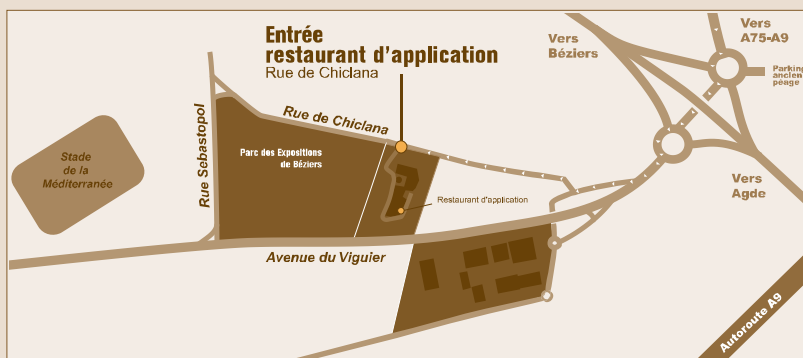 Entrée
restaurant d'application
Rue de Chiclana
Vers
Béziers
Vers
A75-A9
Parking
ancien
péage
Rue de Chiclana
Rue Sebastopol
Parc des Expositions
de Béziers
Stade
de la
Méditerranée
Restaurant d'application
Vers
Agde
Avenue du Viguier
Autoroute A9